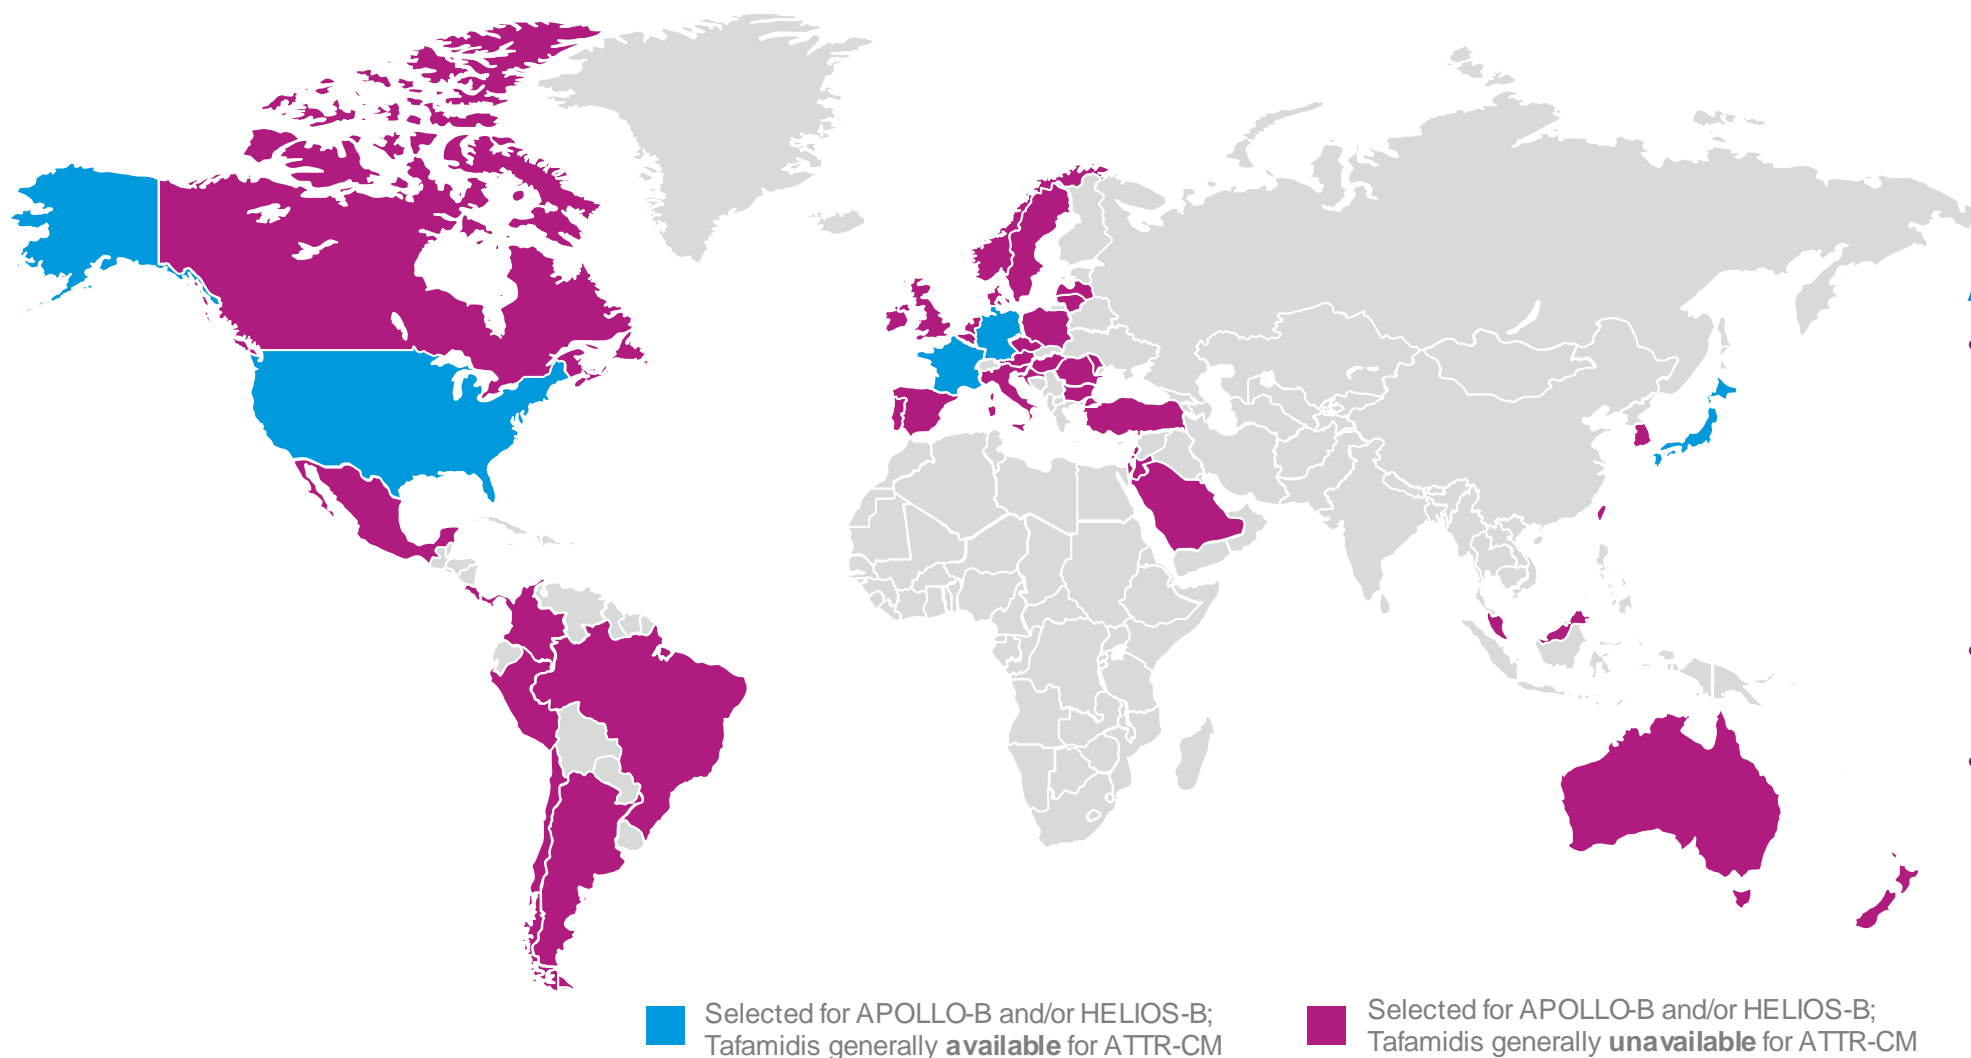 Selected for APOLLO-B and/or HELIOS-B;
Tafamidis generally available for ATTR-CM
Selected for APOLLO-B and/or HELIOS-B;
Tafamidis generally unavailable for ATTR-CM